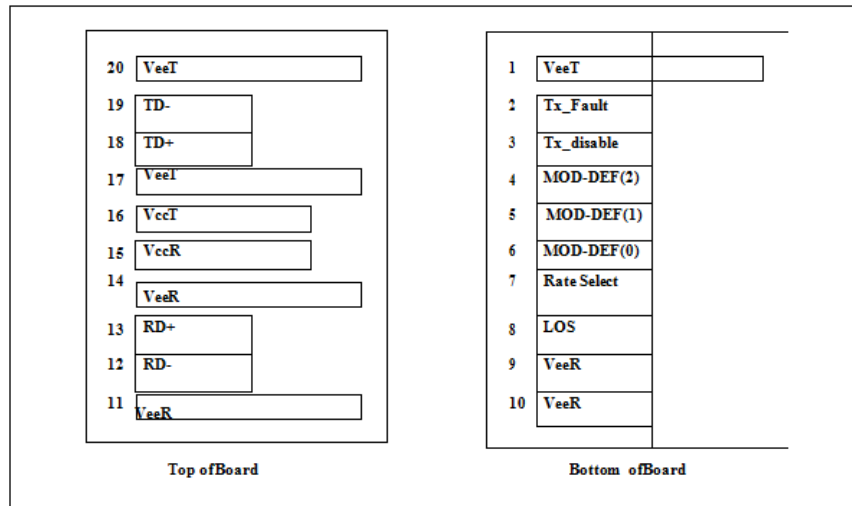 20 VeeT
19 TD-
18 TD+
17 VeeT
16 VccT
15 VccR
14 VeeR
13 RD+
12 RD-
11 VeeR
Top ofBoard
1 VeeT
2 Tx_Fault
3 Tx_disable
4 MOD-DEF(2)
5 MOD-DEF(1)
6 MOD-DEF(0)
7 Rate Select
8 LOS
9 VeeR
10 VeeR
Bottom ofBoard